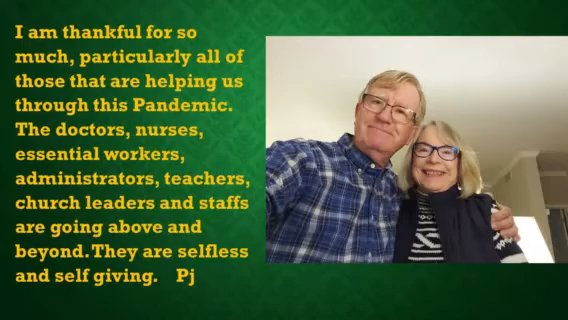 I am thankful for so
much, particularly all of
those that are helping us
through this Pandemic.
The doctors, nurses,
essential workers,
administrators, teachers,
church leaders and staffs
are going above and
beyond. They are selfless
and self giving. Pj